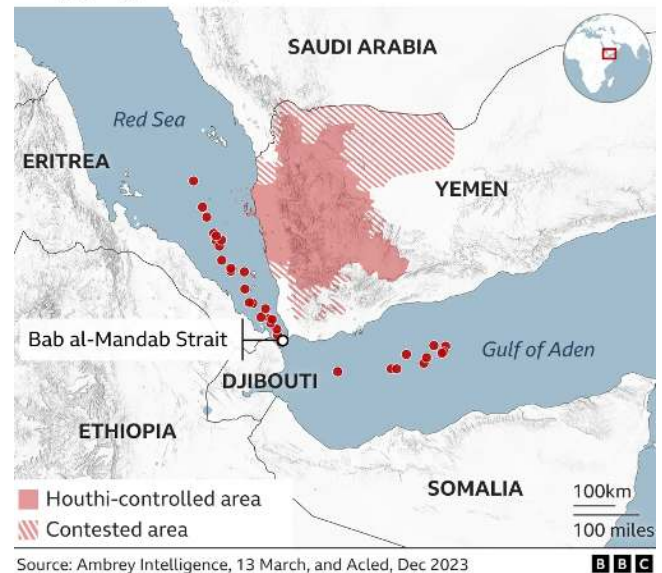 SAUDI ARABIA
Red Sea
ERITREA
YEMEN
Bab al-Mandab Strait
Gulf of Aden
DJIBOUTI
ETHIOPIA
SOMALIA
Houthi-controlled area
Contested area
100km
100 miles
Source: Ambrey Intelligence, 13 March, and Acled, Dec 2023
BBC